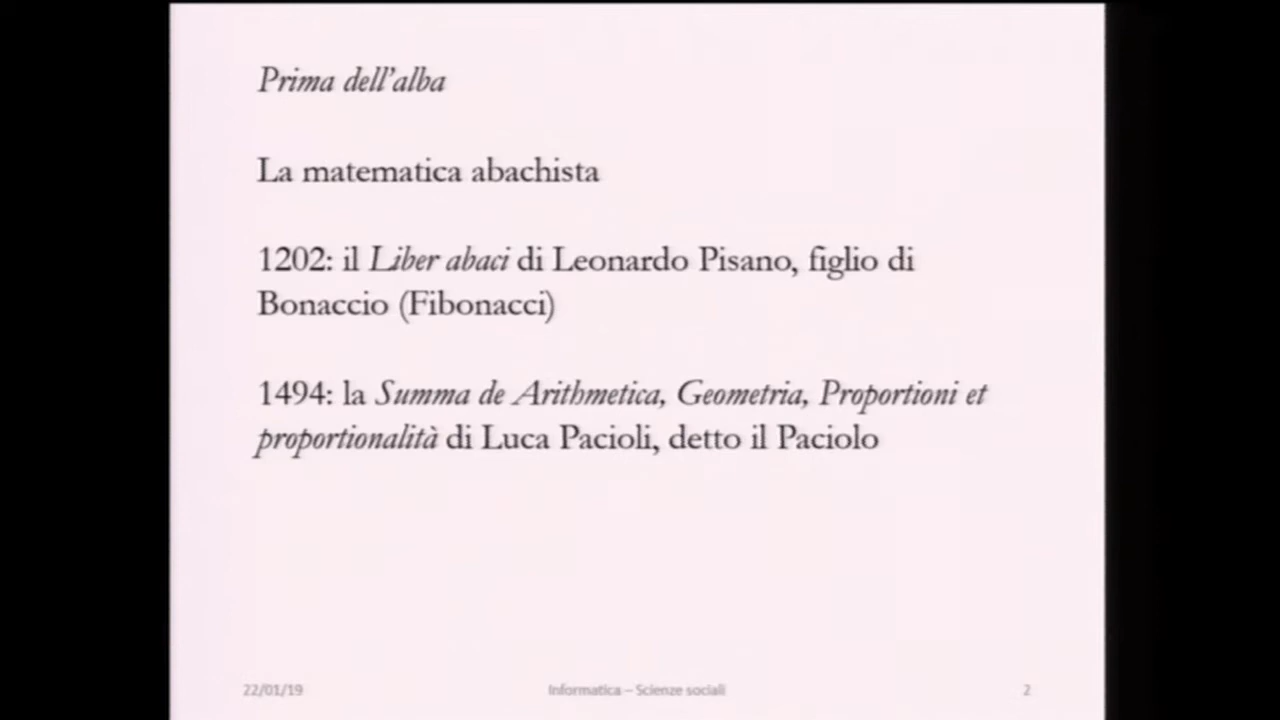 Prima dell'alba
La matematica abachista
1202: il Liber abaci di Leonardo Pisano, figlio di
Bonaccio (Fibonacci)
1494: la Summa de Arithmetica, Geometria, Proportioni et
proportionalità di Luca Pacioli, detto il Paciolo
22/01/19 Informatica – Scienze sociali 2